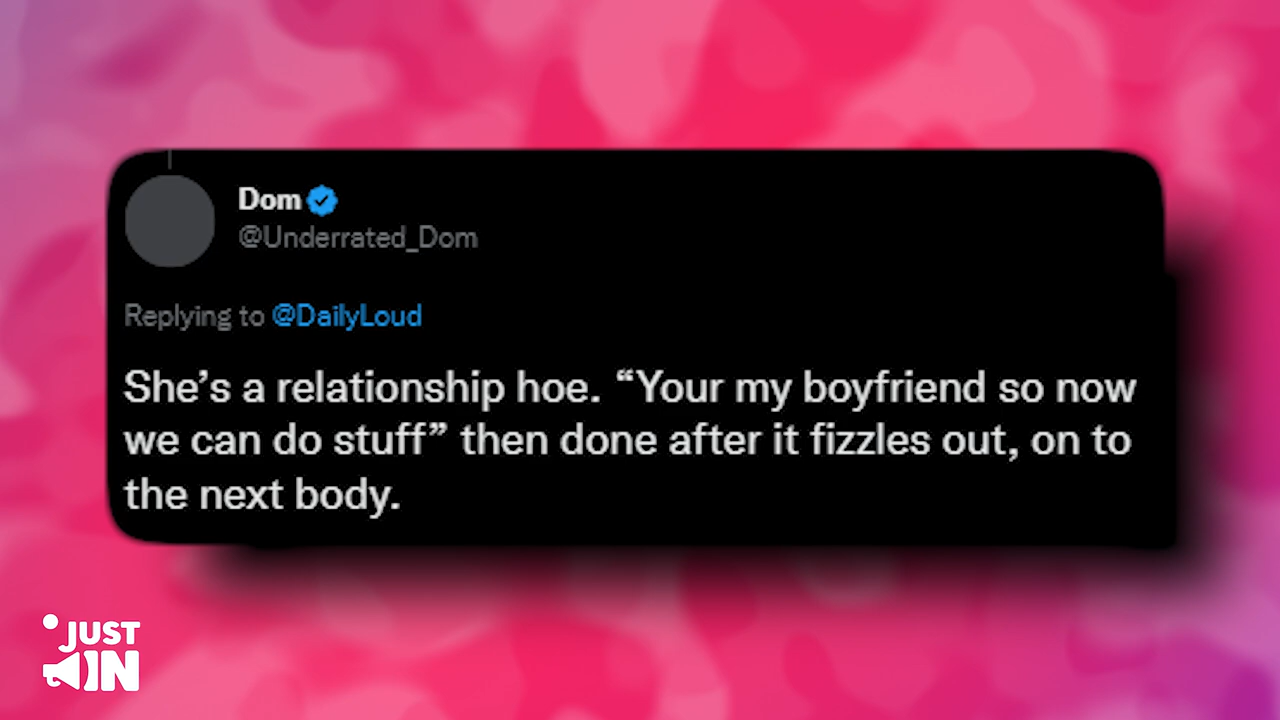 Dom
@Underrated_Dom
Replying to @DailyLoud
She’s a relationship hoe. “Your my boyfriend so now
we can do stuff” then done after it fizzles out, on to
the next body.
JUST
IN